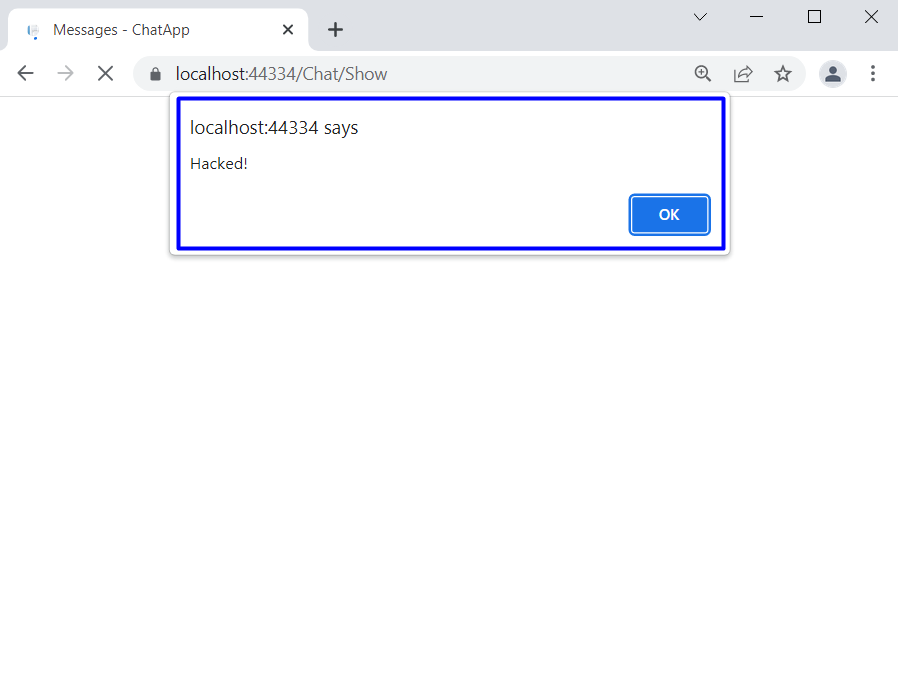 Messages - ChatApp
localhost:44334/Chat/Show
localhost:44334 says
Hacked!
OK